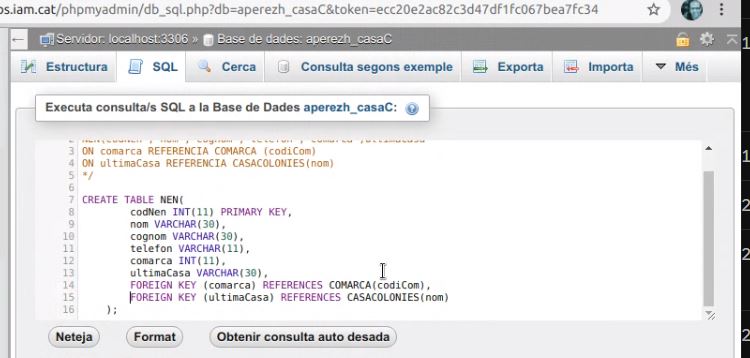 os.iam.cat/phpmyadmin/db_sql.php?db=aperezh_casaC&token=ecc20e2ac82c3d47df1fc067bea7fc34
Servidor: localhost:3306 » Base de dades: aperezh_casaC
Estructura SQL Cerca Consulta segons exemple Exporta Importa Més
Executa consulta/s SQL a la Base de Dades aperezh_casaC:
3 ON comarca REFERENCIA COMARCA (codiCom)
4 ON ultimaCasa REFERENCIA CASACOLONIES(nom)
5 */
6
7 CREATE TABLE NEN(
8 codNen INT(11) PRIMARY KEY,
9 nom VARCHAR(30),
10 cognom VARCHAR(30),
11 telefon VARCHAR(11),
12 comarca INT(11),
13 ultimaCasa VARCHAR(30),
14 FOREIGN KEY (comarca) REFERENCES COMARCA(codiCom),
15 FOREIGN KEY (ultimaCasa) REFERENCES CASACOLONIES(nom)
16 );
Neteja Format Obtenir consulta auto desada